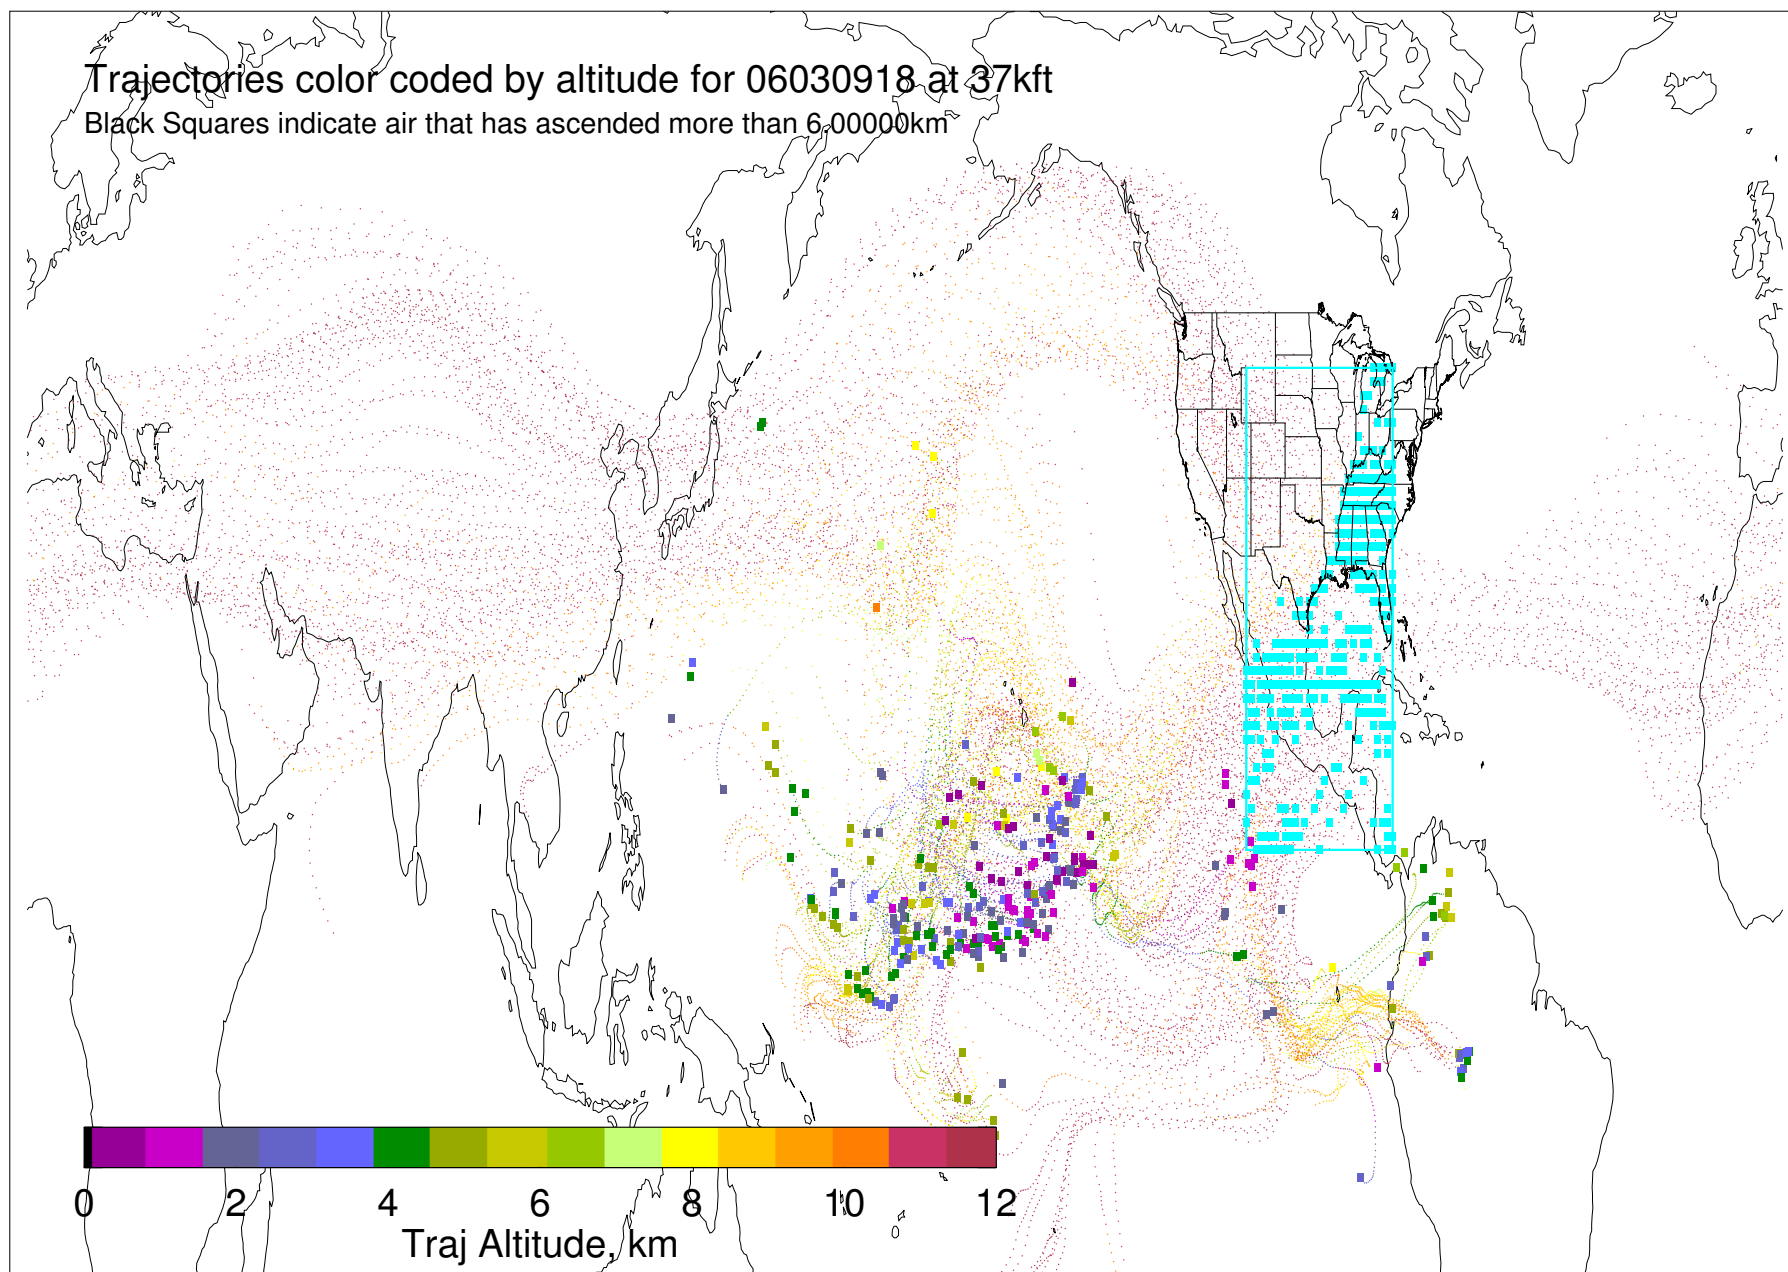 Trajectories color coded by altitude for 06030918 at 37kft
Black Squares indicate air that has ascended more than 6.00000km
0 2 4 6 8 10 12
Traj Altitude, km